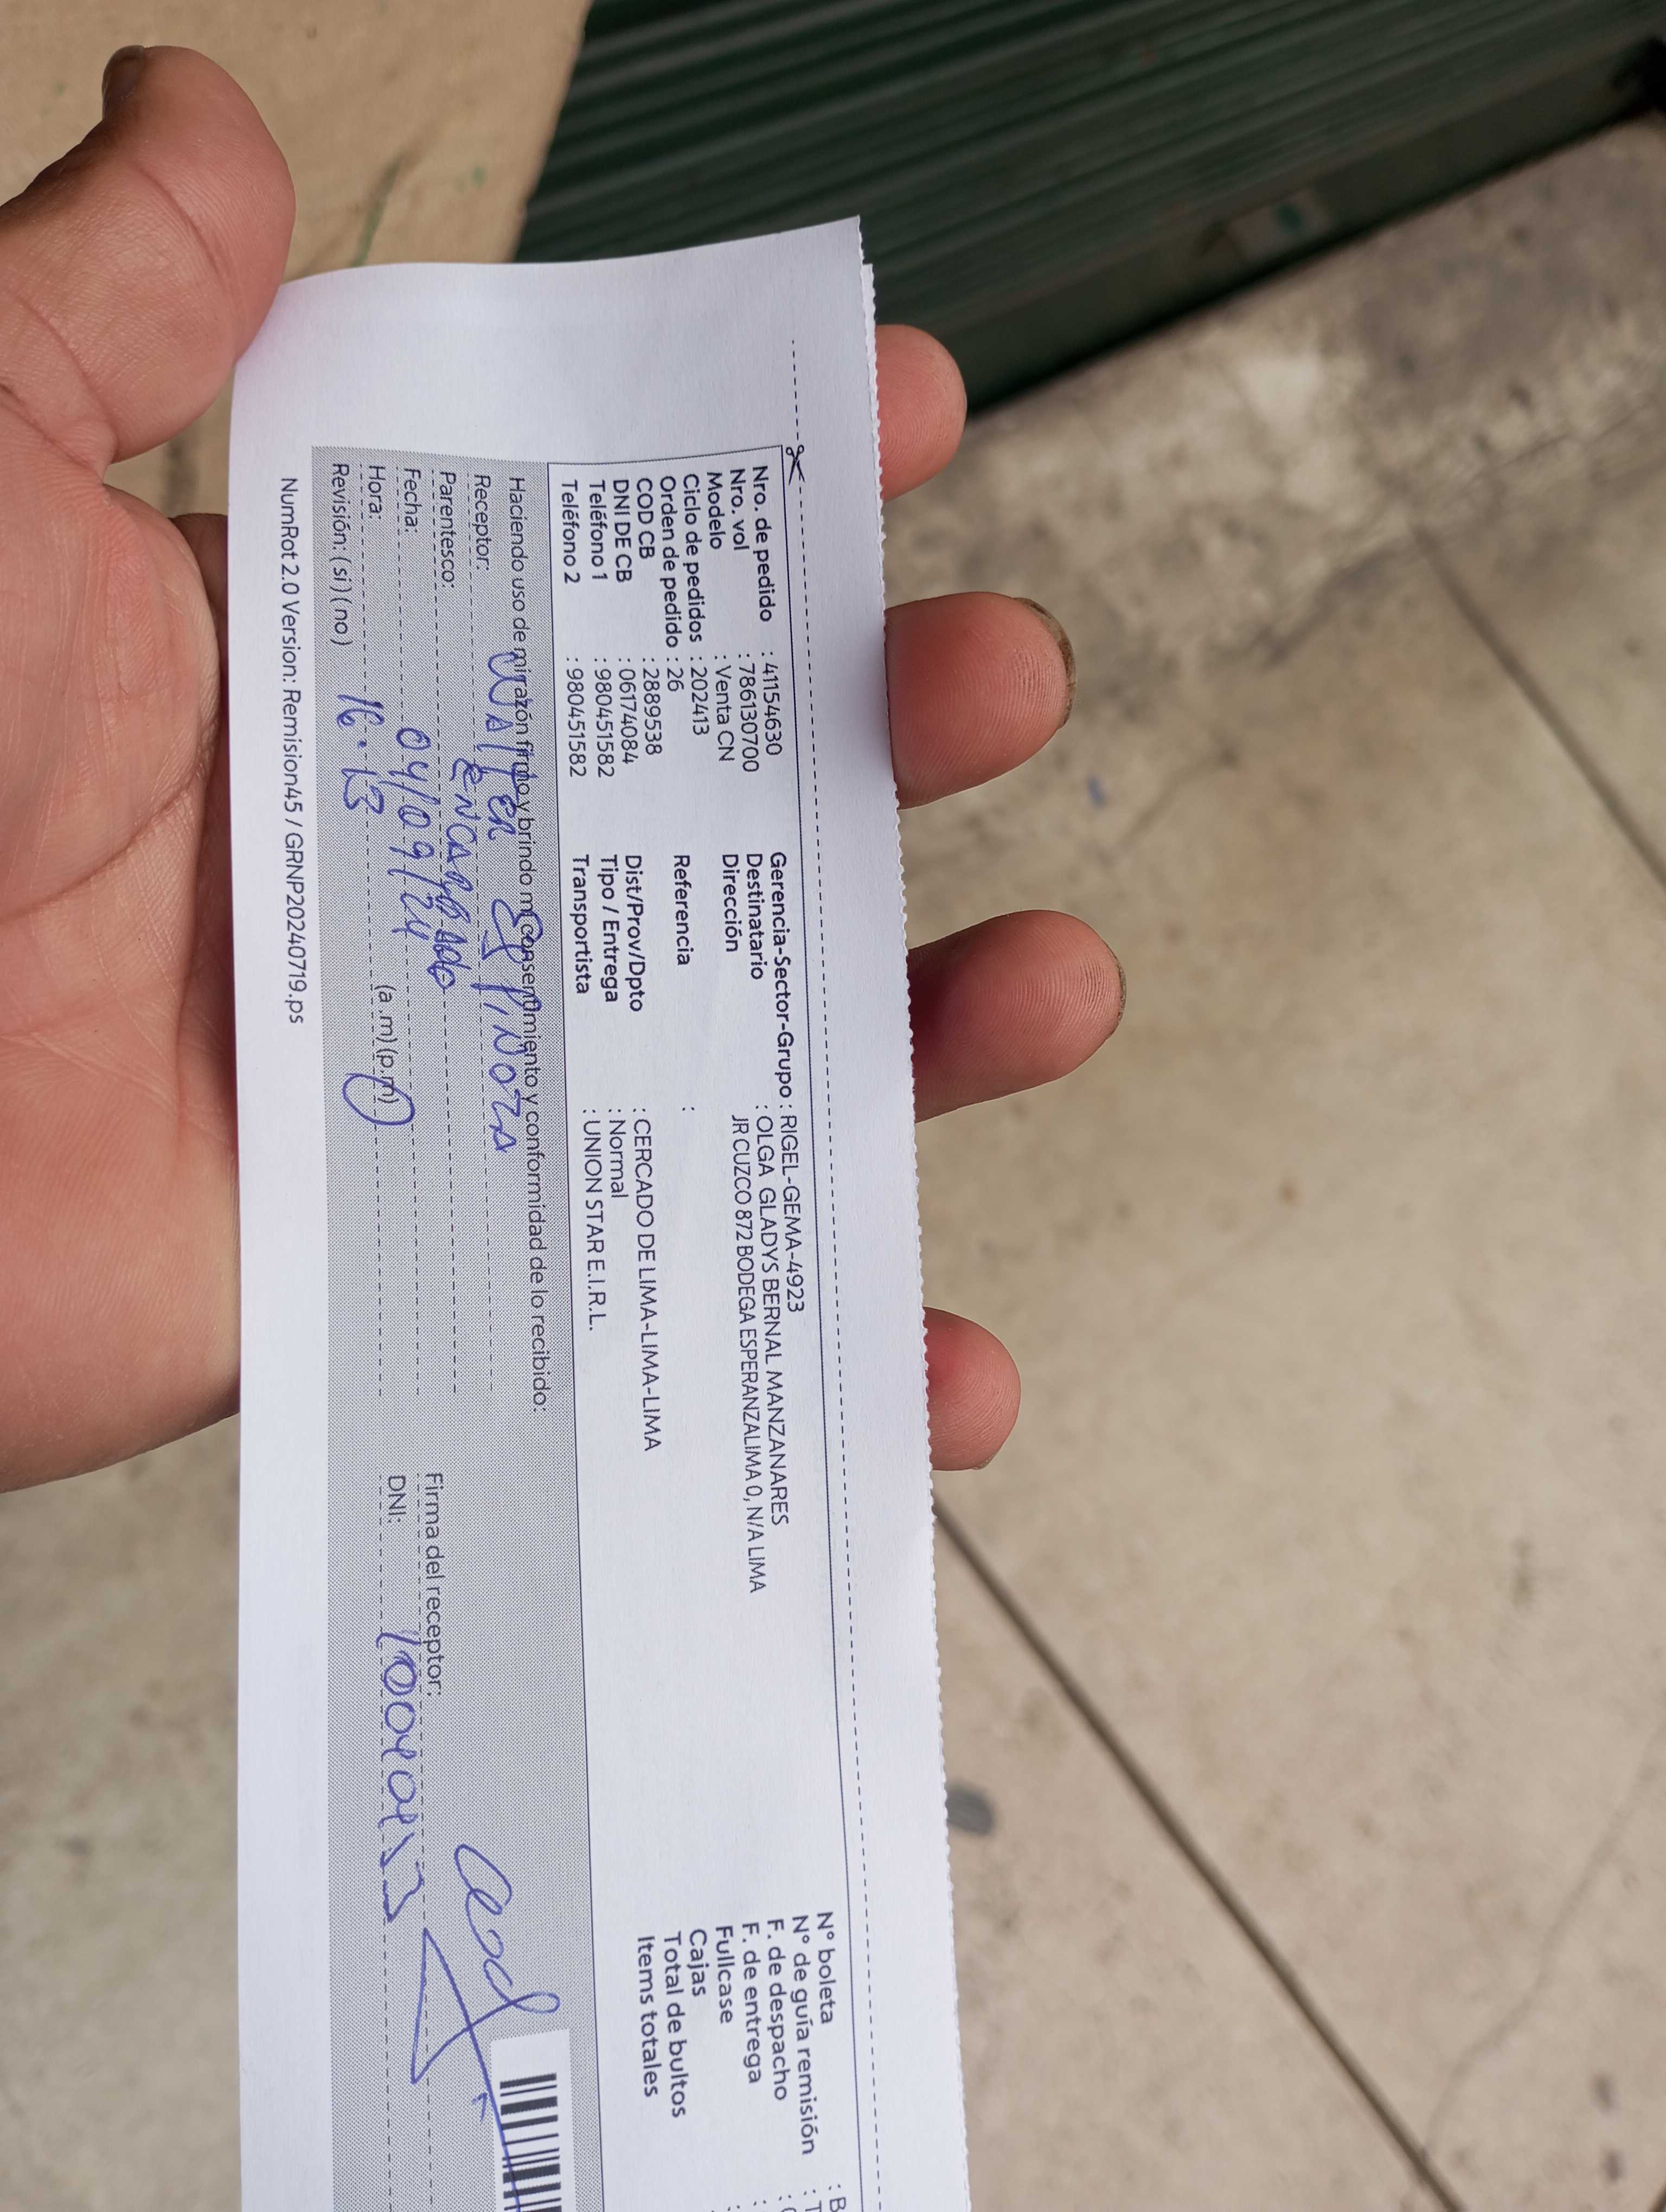 Nro. de pedido : 41154630
Nro. vol : 786130700
Modelo : Venta CN
Ciclo de pedidos : 202413
Orden de pedido : 26
COD CB : 2889538
DNI DE CB : 06174084
Teléfono 1 : 980451582
Teléfono 2 : 980451582
Gerencia-Sector-Grupo : RIGEL-GEMA-4923
Destinatario : OLGA GLADYS BERNAL MANZANARES
Dirección JR CUZCO 872 BODEGA ESPERANZALIMA 0, N/A LIMA
Referencia :
Dist/Prov/Dpto : CERCADO DE LIMA-LIMA-LIMA
Tipo / Entrega : Normal
Transportista : UNION STAR E.I.R.L.
N° boleta : B
N° de guía remisión : T
F. de despacho :
F. de entrega :
Fullcase :
Cajas
Total de bultos
Items totales
Haciendo uso de mi razón firmo y brindo mi consentimiento y conformidad de lo recibido:
Receptor: WALTER ESPINOZA
Parentesco: ENCARGADO
Fecha: 04/09/24
Hora: 16:13 (a.m) (p.m)
Revisión: (si) (no)
Firma del receptor:
DNI:
NumRot 2.0 Version: Remision45 / GRNP20240719.ps